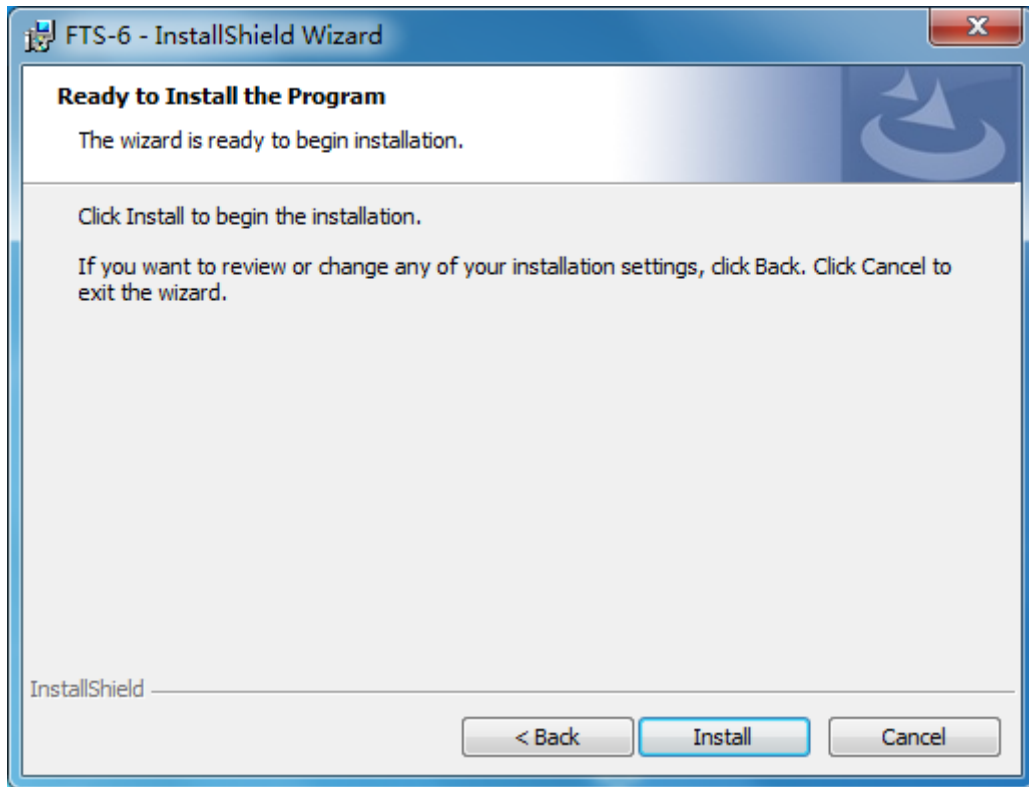 FTS-6 - InstallShield Wizard
Ready to Install the Program
The wizard is ready to begin installation.
Click Install to begin the installation.
If you want to review or change any of your installation settings, click Back. Click Cancel to
exit the wizard.
InstallShield
< Back
Install
Cancel